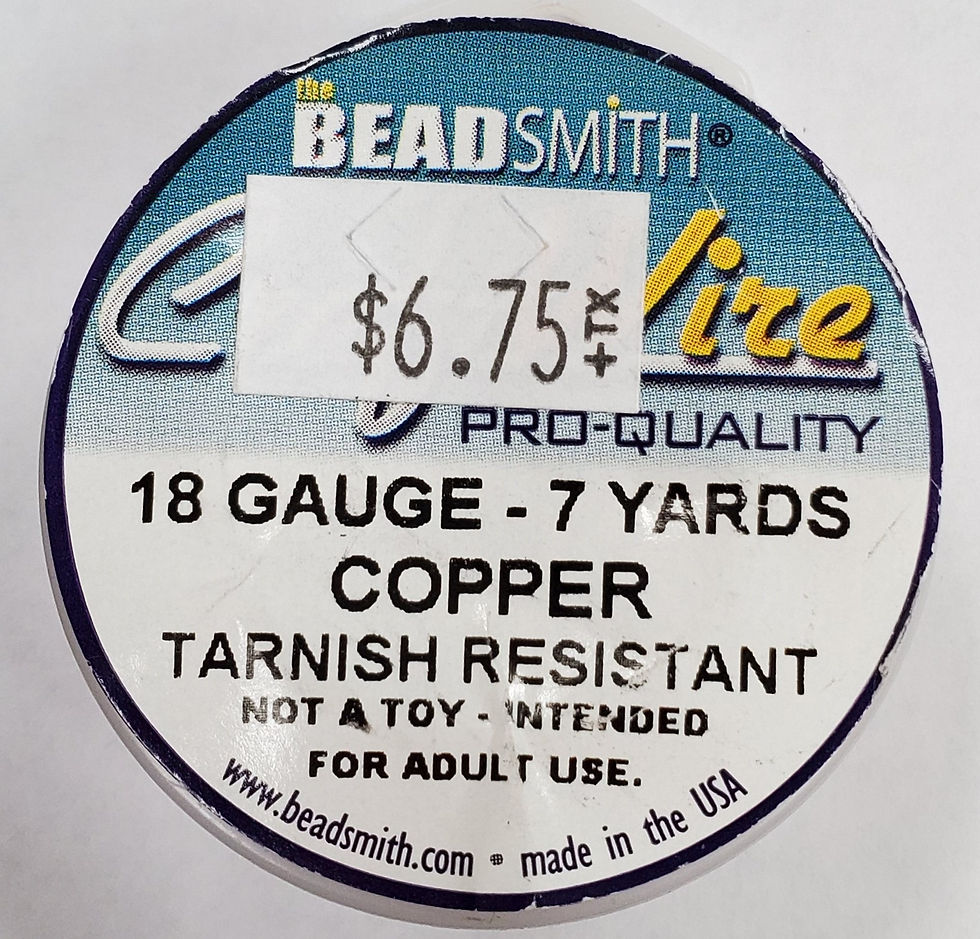 the
BEADSMiTH®
$6.75
PRO-QUALITY
18 GAUGE - 7 YARDS
COPPER
TARNISH RESISTANT
NOT A TOY - INTENDED
FOR ADULT USE.
www.beadsmith.com • made in the USA